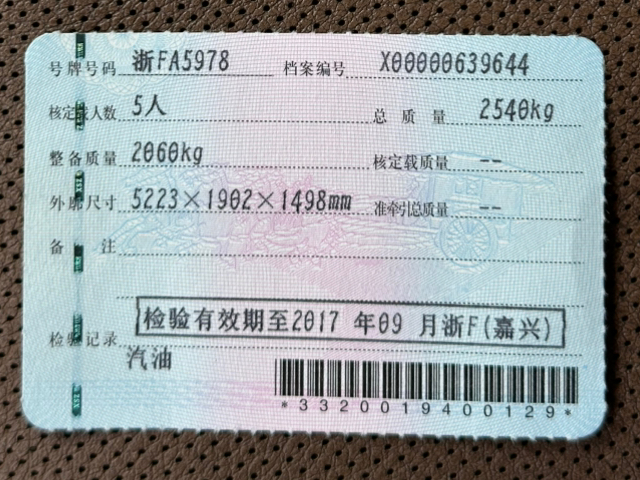 号牌号码 浙FA5978 档案编号 X00000639644
核定载人数 5人 总质量 2540kg
整备质量 2060kg 核定载质量 --
外廓尺寸 5223×1902×1498mm 准牵引总质量 --
备注
检验有效期至2017 年09 月浙F(嘉兴)
检验记录
汽油
*3320019400129*